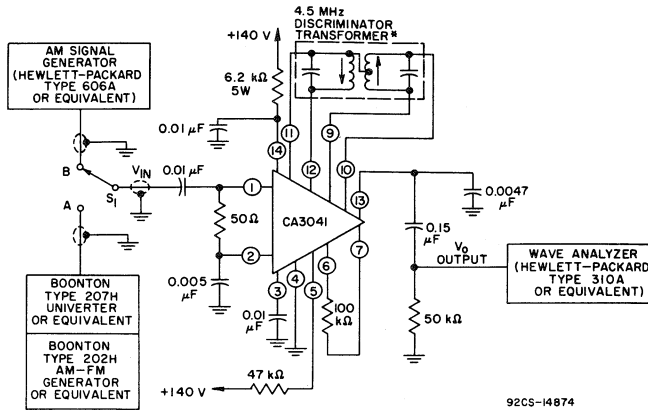 4.5 MHz
DISCRIMINATOR
TRANSFORMER*
+140 V
AM SIGNAL
GENERATOR
(HEWLETT-PACKARD
TYPE 606A
OR EQUIVALENT)
6.2 kΩ
5W
0.01 µF
11
12
9
10
14
13
B
S1
A
VIN
0.01 µF
1
50Ω
2
CA3041
0.005
µF
3
4
5
6
7
0.01
µF
100
kΩ
0.0047
µF
0.15
µF
VO
OUTPUT
WAVE ANALYZER
(HEWLETT-PACKARD
TYPE 310A
OR EQUIVALENT)
50 kΩ
BOONTON
TYPE 207H
UNIVERTER
OR EQUIVALENT
BOONTON
TYPE 202H
AM-FM
GENERATOR
OR EQUIVALENT
47 kΩ
+140 V
92CS-14874